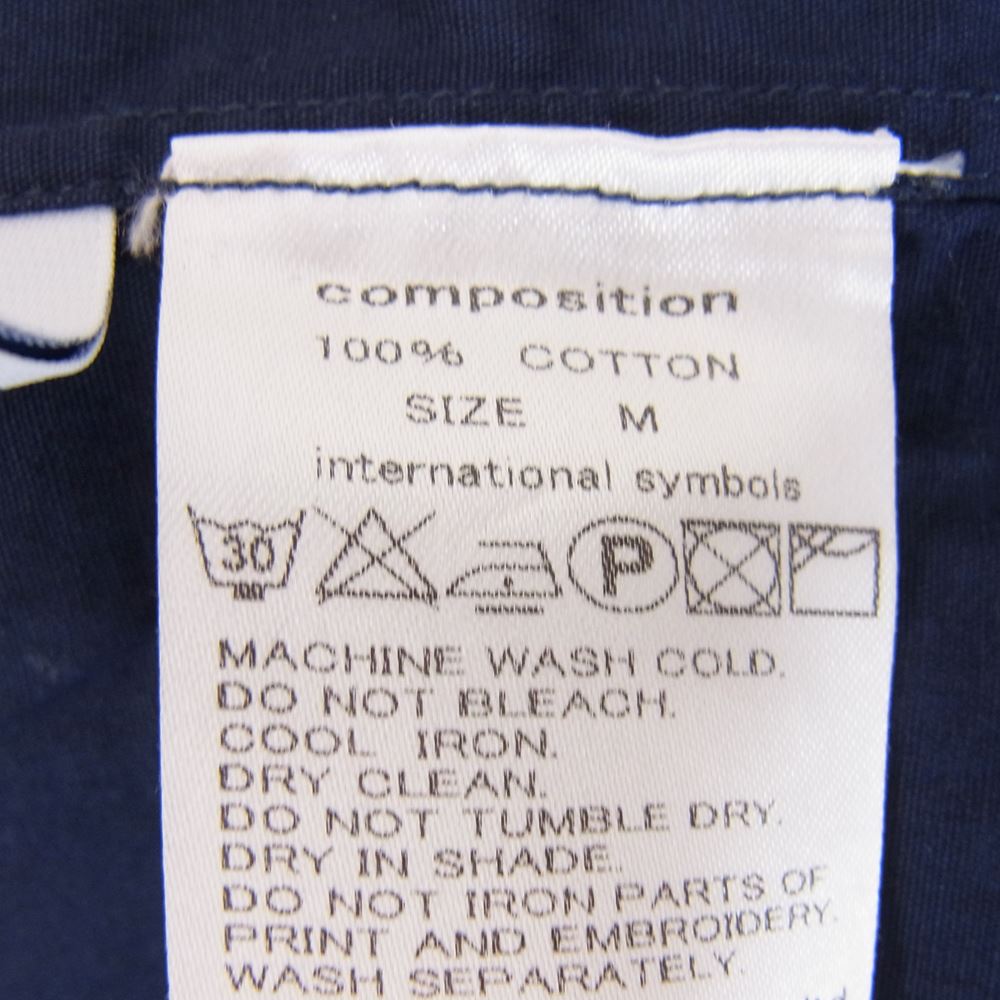 composition
100% COTTON
SIZE M
international symbols
30 P
MACHINE WASH COLD.
DO NOT BLEACH.
COOL IRON.
DRY CLEAN.
DO NOT TUMBLE DRY.
DRY IN SHADE.
DO NOT IRON PARTS OF
PRINT AND EMBROIDERY.
WASH SEPARATELY.